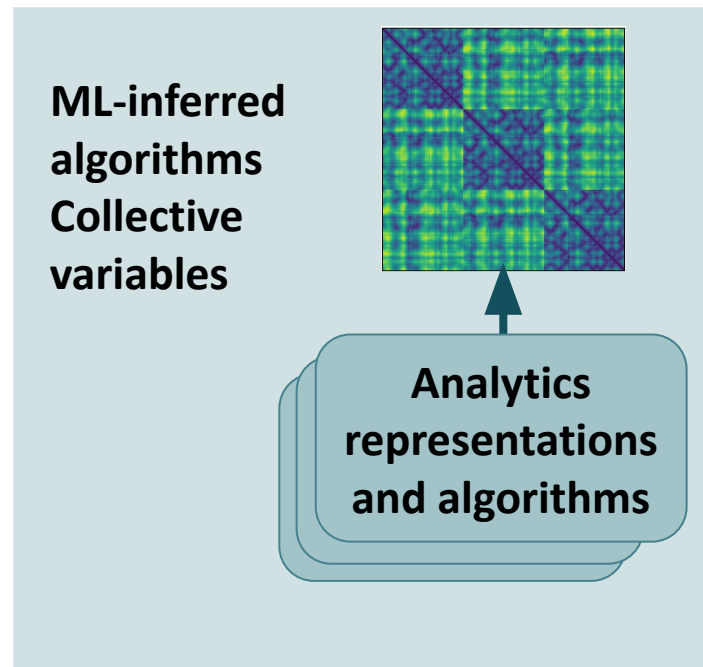 ML-inferred
algorithms
Collective
variables
Analytics
representations
and algorithms